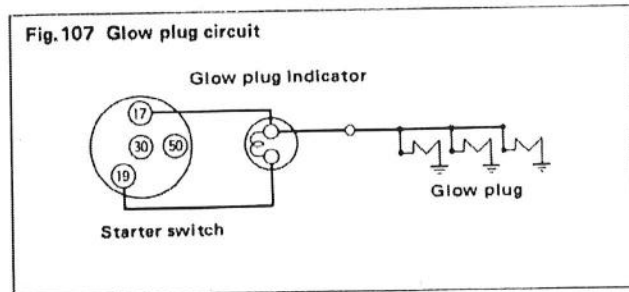 Fig. 107 Glow plug circuit
Glow plug indicator
17
30 50
19
Glow plug
Starter switch